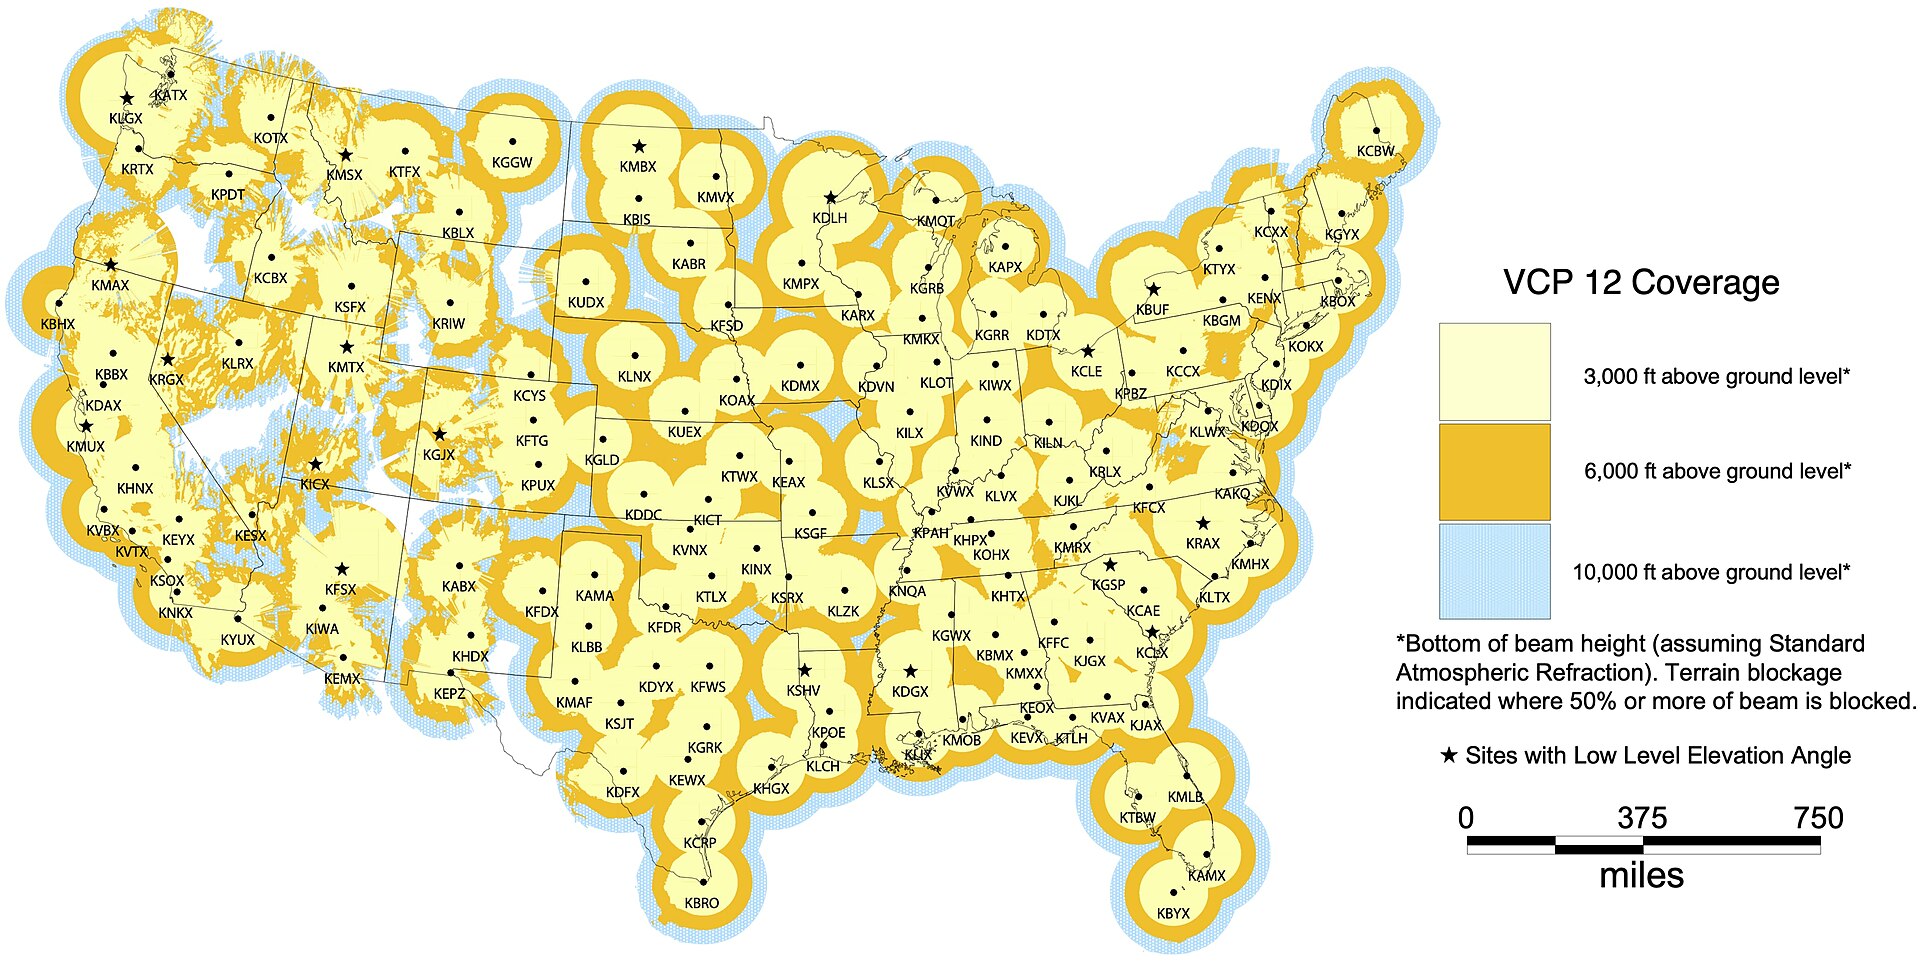 KATX
KLGX
KOTX
KRTX
KPDT
KMSX
KTFX
KGGW
KMBX
KMVX
KBIS
KBLX
KDLH
KMQT
KCBW
KCXX
KGYX
KMAX
KCBX
KSFX
KRIW
KUDX
KABR
KMPX
KGRB
KAPX
KTYX
KBUF
KENX
KBGM
KBOX
KBHX
KFSD
KARX
KMKX
KGRR
KDTX
KOKX
KBBX
KRGX
KLRX
KMTX
KCYS
KLNX
KOAX
KDMX
KDVN
KLOT
KIWX
KCLE
KPBZ
KCCX
KDIX
KDAX
KMUX
KFTG
KGLD
KUEX
KILX
KIND
KILN
KLWX
KDOX
KGJX
KICX
KHNX
KPUX
KTWX
KEAX
KLSX
KVWX
KLVX
KJKL
KRLX
KFCX
KAKQ
KVBX
KVTX
KEYX
KESX
KDDC
KICT
KVNX
KSGF
KPAH
KHPX
KOHX
KMRX
KRAX
KMHX
KSOX
KNKX
KYUX
KFSX
KIWA
KEMX
KABX
KHDX
KEPZ
KFDX
KAMA
KLBB
KINX
KTLX
KFDR
KSRX
KLZK
KNQA
KHTX
KGSP
KCAE
KLTX
KGWX
KBMX
KFFC
KJGX
KCLX
KMAF
KDYX
KFWS
KSJT
KSHV
KDGX
KMXX
KEOX
KVAX
KJAX
KDFX
KGRK
KEWX
KHGX
KPOE
KLCH
KLIX
KMOB
KEVX
KTLH
KCRP
KBRO
KTBW
KMLB
KAMX
KBYX
VCP 12 Coverage
3,000 ft above ground level*
6,000 ft above ground level*
10,000 ft above ground level*
*Bottom of beam height (assuming Standard
Atmospheric Refraction). Terrain blockage
indicated where 50% or more of beam is blocked.
★ Sites with Low Level Elevation Angle
0 375 750
miles